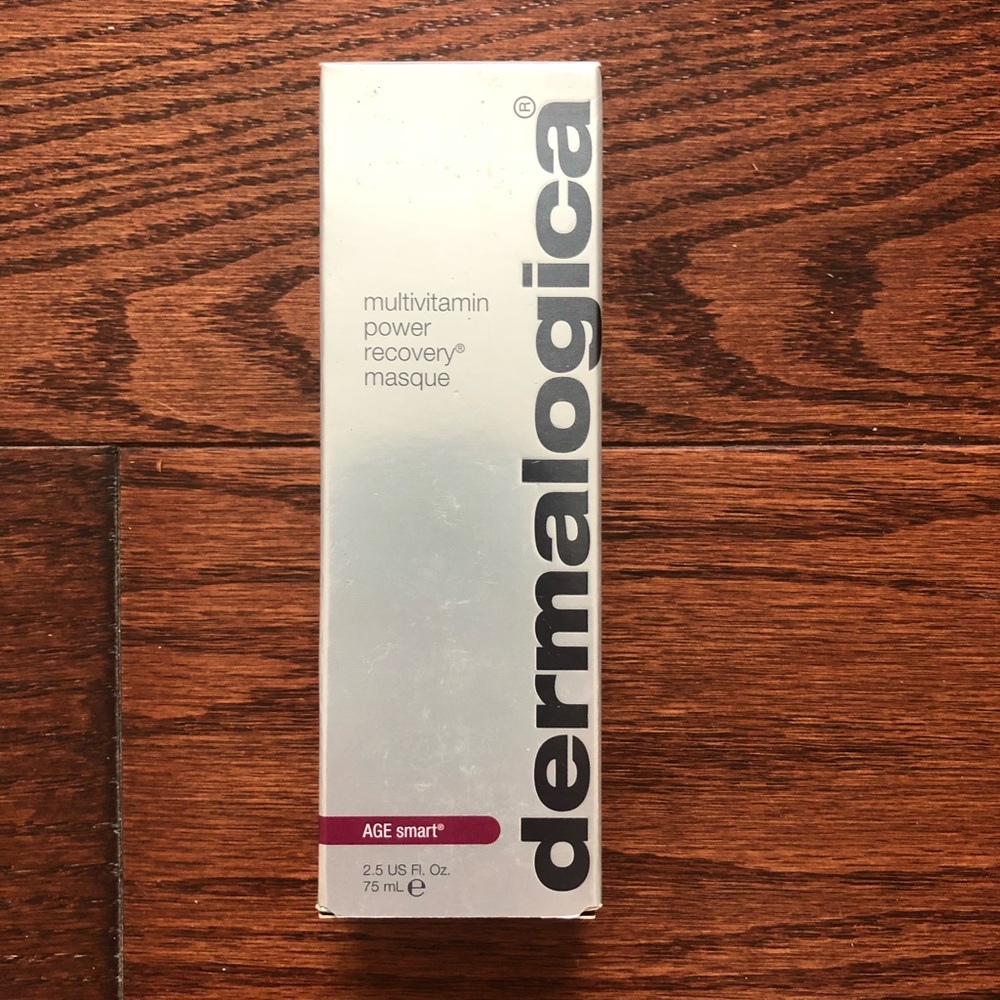 multivitamin
power
recovery®
masque
dermalogica®
AGE smart®
2.5 US Fl. Oz.
75 mL ℮